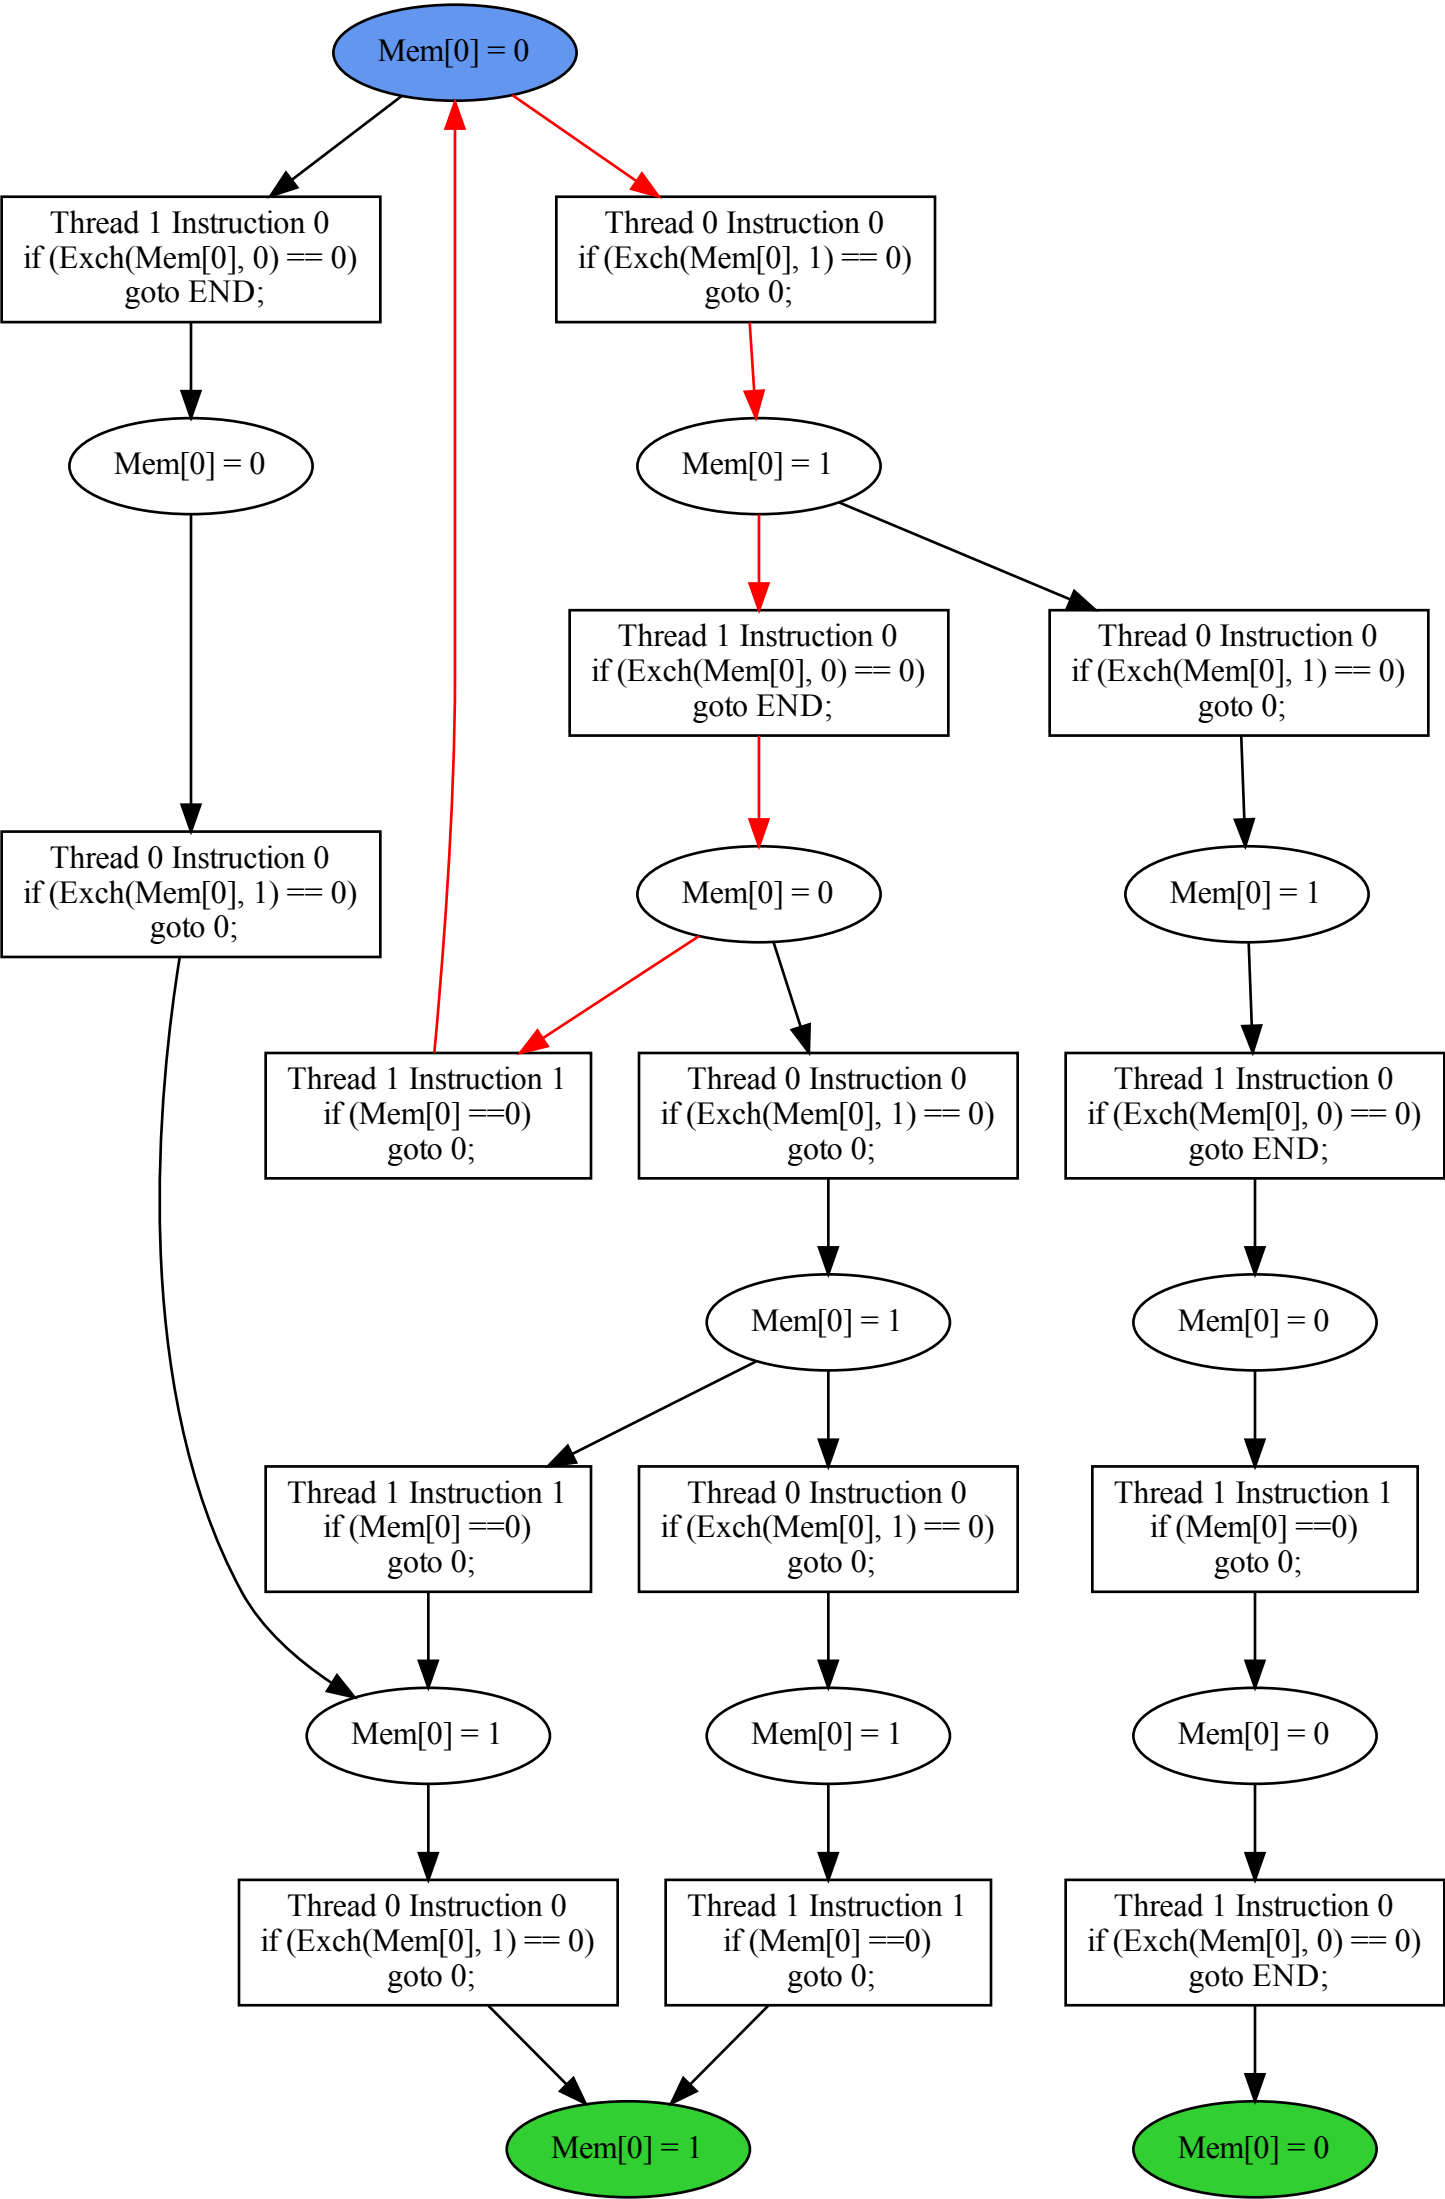 Mem[0] = 0
Thread 1 Instruction 0
if (Exch(Mem[0], 0) == 0)
goto END;
Thread 0 Instruction 0
if (Exch(Mem[0], 1) == 0)
goto 0;
Mem[0] = 0
Mem[0] = 1
Thread 1 Instruction 0
if (Exch(Mem[0], 0) == 0)
goto END;
Thread 0 Instruction 0
if (Exch(Mem[0], 1) == 0)
goto 0;
Thread 0 Instruction 0
if (Exch(Mem[0], 1) == 0)
goto 0;
Mem[0] = 0
Mem[0] = 1
Thread 1 Instruction 1
if (Mem[0] ==0)
goto 0;
Thread 0 Instruction 0
if (Exch(Mem[0], 1) == 0)
goto 0;
Thread 1 Instruction 0
if (Exch(Mem[0], 0) == 0)
goto END;
Mem[0] = 1
Mem[0] = 0
Thread 1 Instruction 1
if (Mem[0] ==0)
goto 0;
Thread 0 Instruction 0
if (Exch(Mem[0], 1) == 0)
goto 0;
Thread 1 Instruction 1
if (Mem[0] ==0)
goto 0;
Mem[0] = 1
Mem[0] = 1
Mem[0] = 0
Thread 0 Instruction 0
if (Exch(Mem[0], 1) == 0)
goto 0;
Thread 1 Instruction 1
if (Mem[0] ==0)
goto 0;
Thread 1 Instruction 0
if (Exch(Mem[0], 0) == 0)
goto END;
Mem[0] = 1
Mem[0] = 0